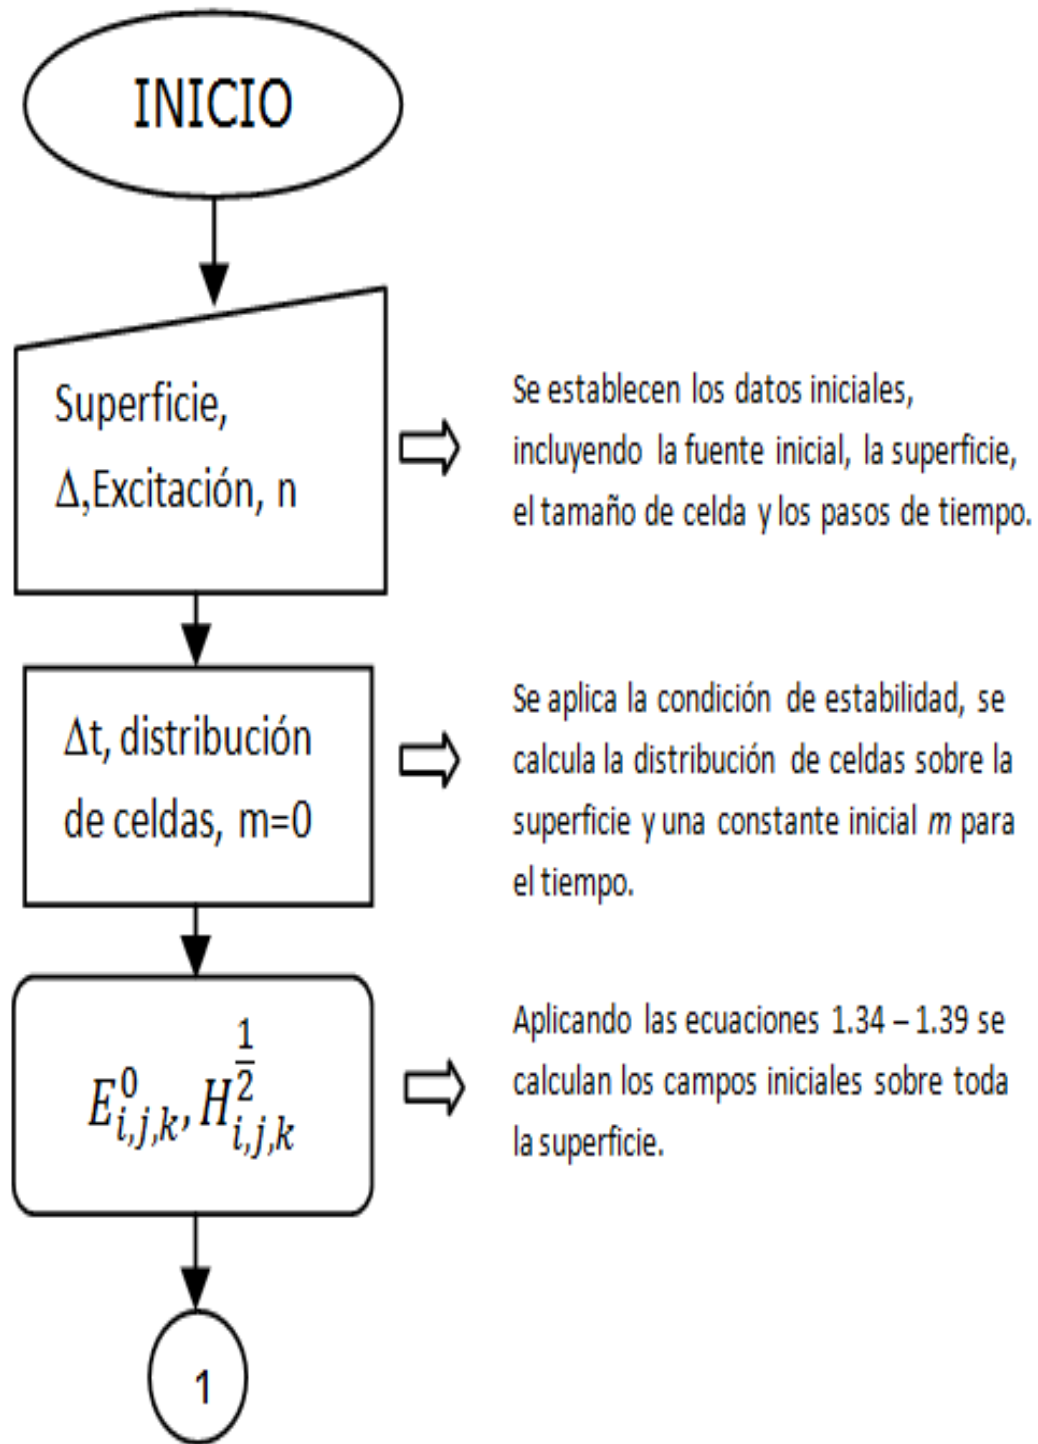 INICIO
Superficie,
Δ,Excitación, n
Se establecen los datos iniciales,
incluyendo la fuente inicial, la superficie,
el tamaño de celda y los pasos de tiempo.
Δt, distribución
de celdas, m=0
Se aplica la condición de estabilidad, se
calcula la distribución de celdas sobre la
superficie y una constante inicial m para
el tiempo.
E^0_{i,j,k}, H^{1/2}_{i,j,k}
Aplicando las ecuaciones 1.34 – 1.39 se
calculan los campos iniciales sobre toda
la superficie.
1